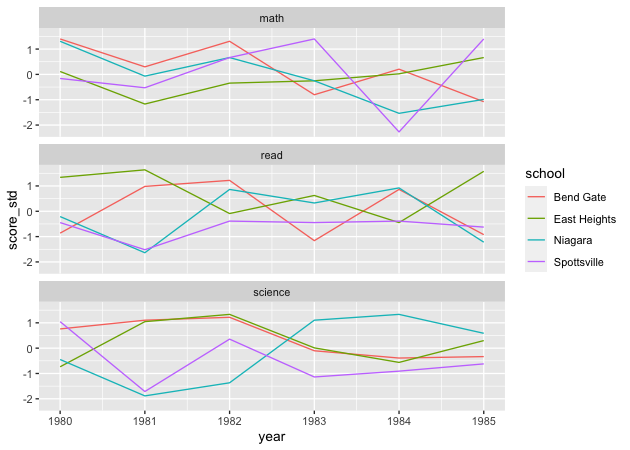 math
1
0
-1
-2
read
1
0
-1
-2
science
1
0
-1
-2
1980 1981 1982 1983 1984 1985
year
score_std
school
Bend Gate
East Heights
Niagara
Spottsville